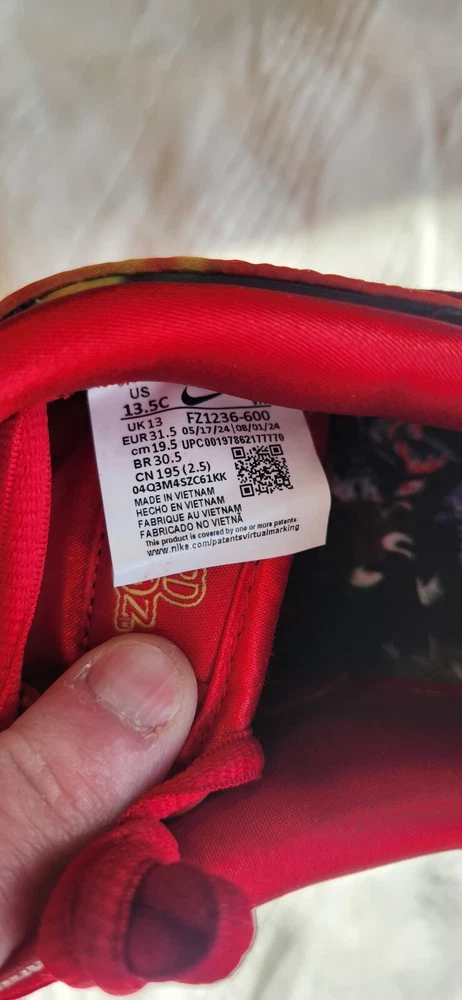 US
13.5C
UK 13 FZ1236-600
EUR 31.5 05/17/24 | 08/01/24
cm 19.5 UPC00197862177770
BR 30.5
CN 195 (2.5)
04Q3M4SZC61KK
MADE IN VIETNAM
HECHO EN VIETNAM
FABRIQUE AU VIETNAM
FABRICADO NO VIETNÃ
This product is covered by one or more patents:
www.nike.com/patentsvirtualmarking